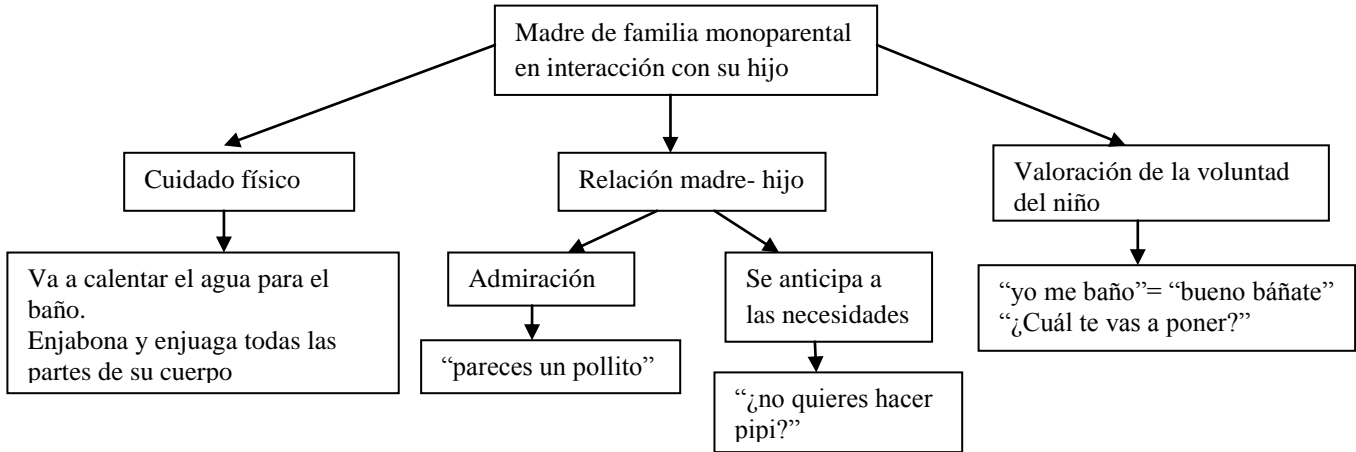 Madre de familia monoparental
en interacción con su hijo
Cuidado físico
Relación madre- hijo
Valoración de la voluntad
del niño
Va a calentar el agua para el
baño.
Enjabona y enjuaga todas las
partes de su cuerpo
Admiración
Se anticipa a
las necesidades
“yo me baño”= “bueno báñate”
“¿Cuál te vas a poner?”
“pareces un pollito”
“¿no quieres hacer
pipi?”